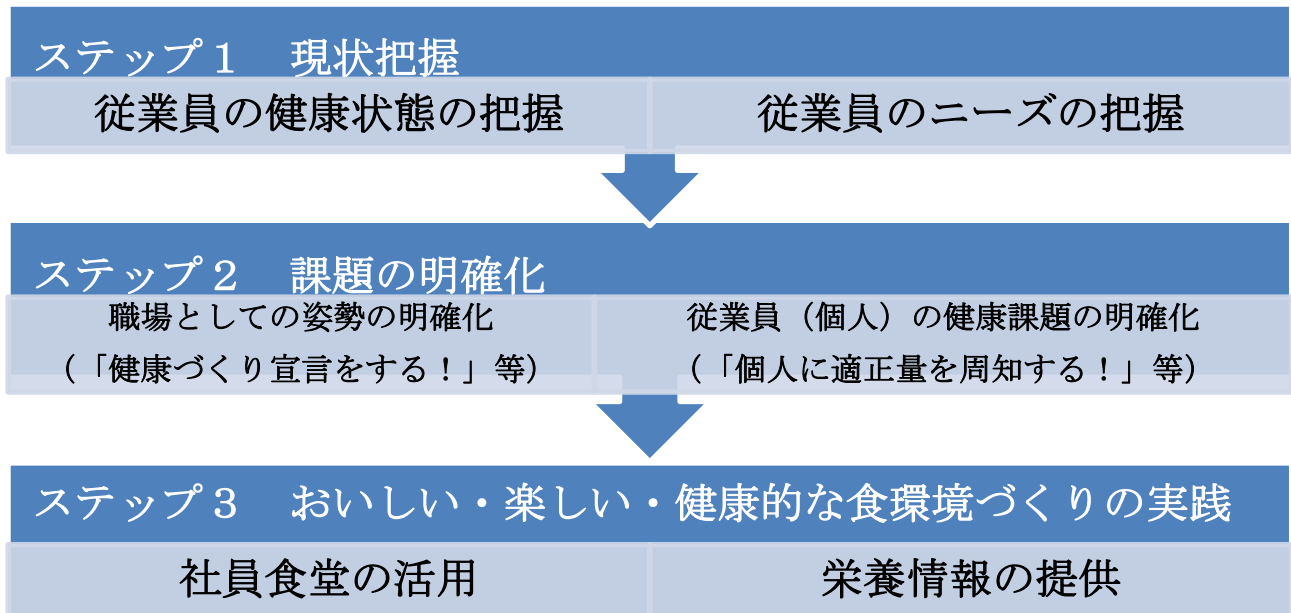 ステップ１　現状把握
従業員の健康状態の把握
従業員のニーズの把握
ステップ２　課題の明確化
職場としての姿勢の明確化
（「健康づくり宣言をする！」等）
従業員（個人）の健康課題の明確化
（「個人に適正量を周知する！」等）
ステップ３　おいしい・楽しい・健康的な食環境づくりの実践
社員食堂の活用
栄養情報の提供